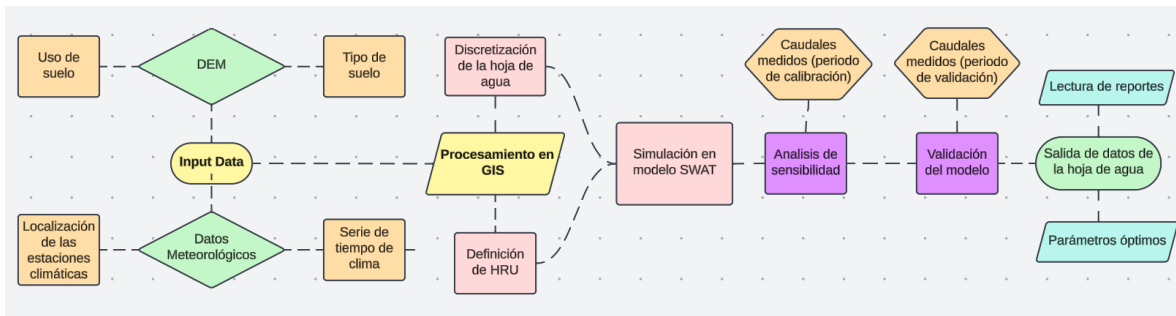 Uso de
suelo
DEM
Tipo de
suelo
Input Data
Localización
de las
estaciones
climáticas
Datos
Meteorológicos
Serie de
tiempo de
clima
Discretización
de la hoja de
agua
Procesamiento en
GIS
Definición
de HRU
Simulación en
modelo SWAT
Caudales
medidos (periodo
de calibración)
Analisis de
sensibilidad
Caudales
medidos (periodo
de validación)
Validación
del modelo
Lectura de reportes
Salida de datos de
la hoja de agua
Parámetros óptimos